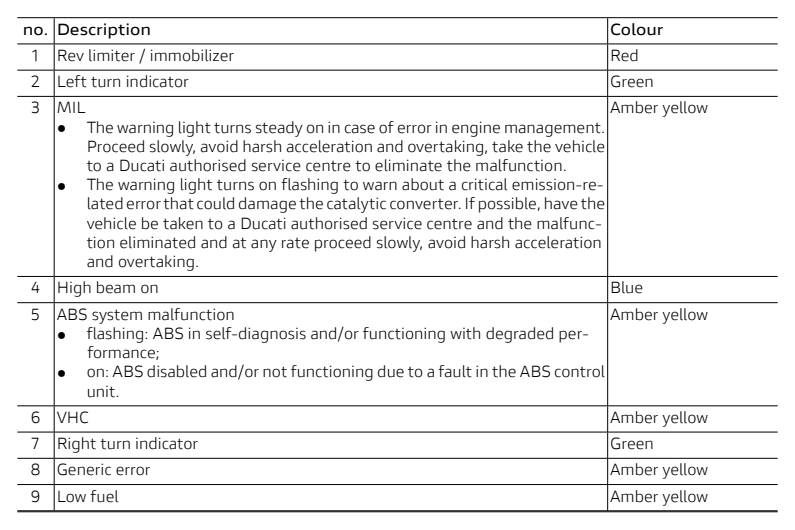 no. Description Colour
1 Rev limiter / immobilizer Red
2 Left turn indicator Green
3 MIL Amber yellow
● The warning light turns steady on in case of error in engine management.
Proceed slowly, avoid harsh acceleration and overtaking, take the vehicle
to a Ducati authorised service centre to eliminate the malfunction.
● The warning light turns on flashing to warn about a critical emission-re-
lated error that could damage the catalytic converter. If possible, have the
vehicle be taken to a Ducati authorised service centre and the malfunc-
tion eliminated and at any rate proceed slowly, avoid harsh acceleration
and overtaking.
4 High beam on Blue
5 ABS system malfunction Amber yellow
● flashing: ABS in self-diagnosis and/or functioning with degraded per-
formance;
● on: ABS disabled and/or not functioning due to a fault in the ABS control
unit.
6 VHC Amber yellow
7 Right turn indicator Green
8 Generic error Amber yellow
9 Low fuel Amber yellow